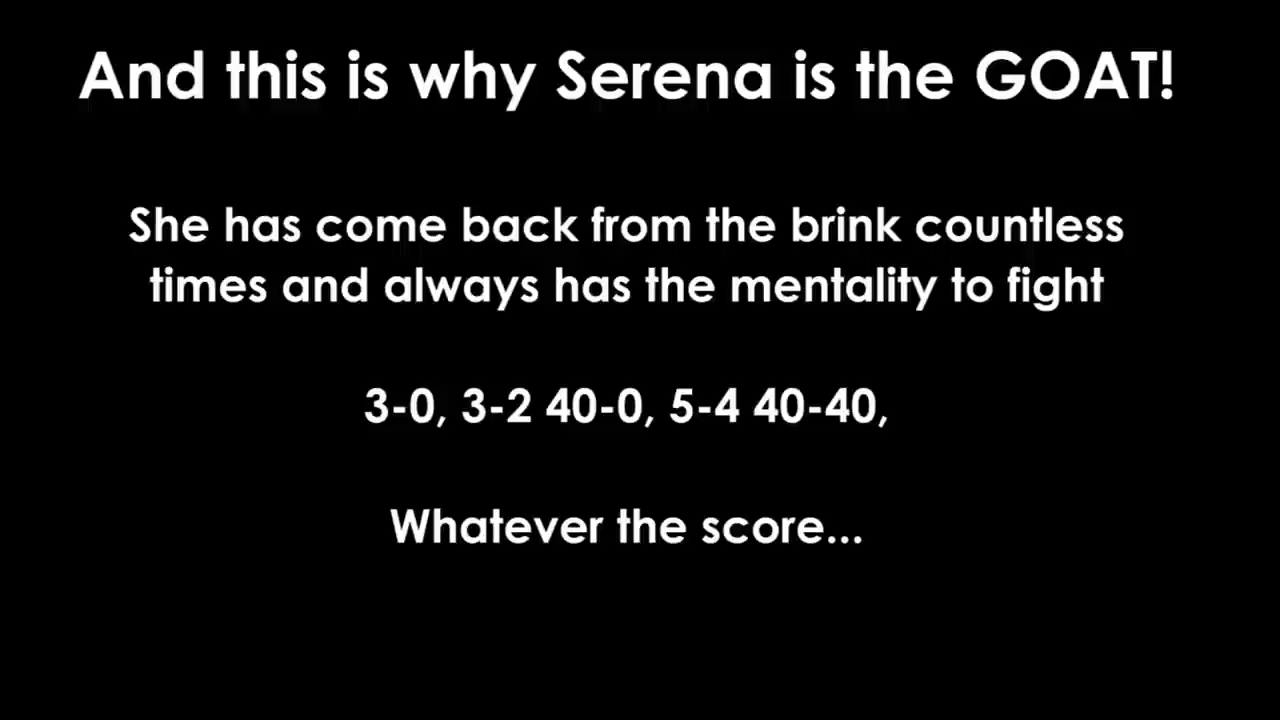 And this is why Serena is the GOAT!
She has come back from the brink countless
times and always has the mentality to fight
3-0, 3-2 40-0, 5-4 40-40,
Whatever the score...